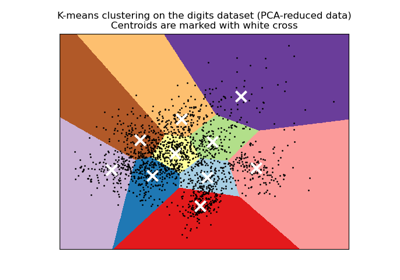 K-means clustering on the digits dataset (PCA-reduced data)
Centroids are marked with white cross